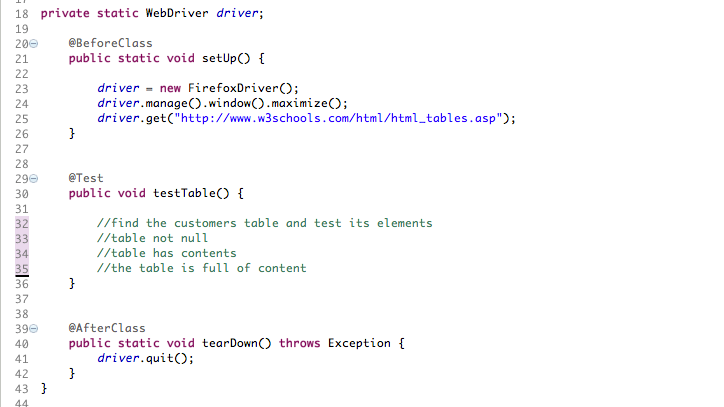 17
18 private static WebDriver driver;
19
20 @BeforeClass
21 public static void setUp() {
22
23 driver = new FirefoxDriver();
24 driver.manage().window().maximize();
25 driver.get("http://www.w3schools.com/html/html_tables.asp");
26 }
27
28
29 @Test
30 public void testTable() {
31
32 //find the customers table and test its elements
33 //table not null
34 //table has contents
35 //the table is full of content
36 }
37
38
39 @AfterClass
40 public static void tearDown() throws Exception {
41 driver.quit();
42 }
43 }
44